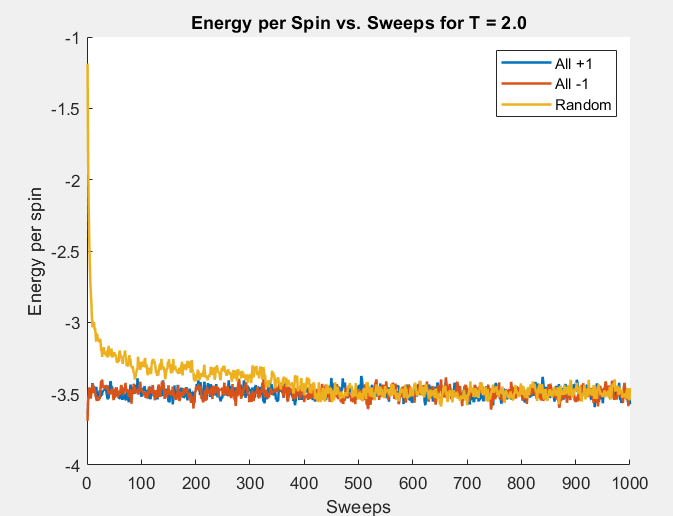 Energy per Spin vs. Sweeps for T = 2.0
-1
-1.5
-2
-2.5
-3
-3.5
-4
Energy per spin
All +1
All -1
Random
0 100 200 300 400 500 600 700 800 900 1000
Sweeps